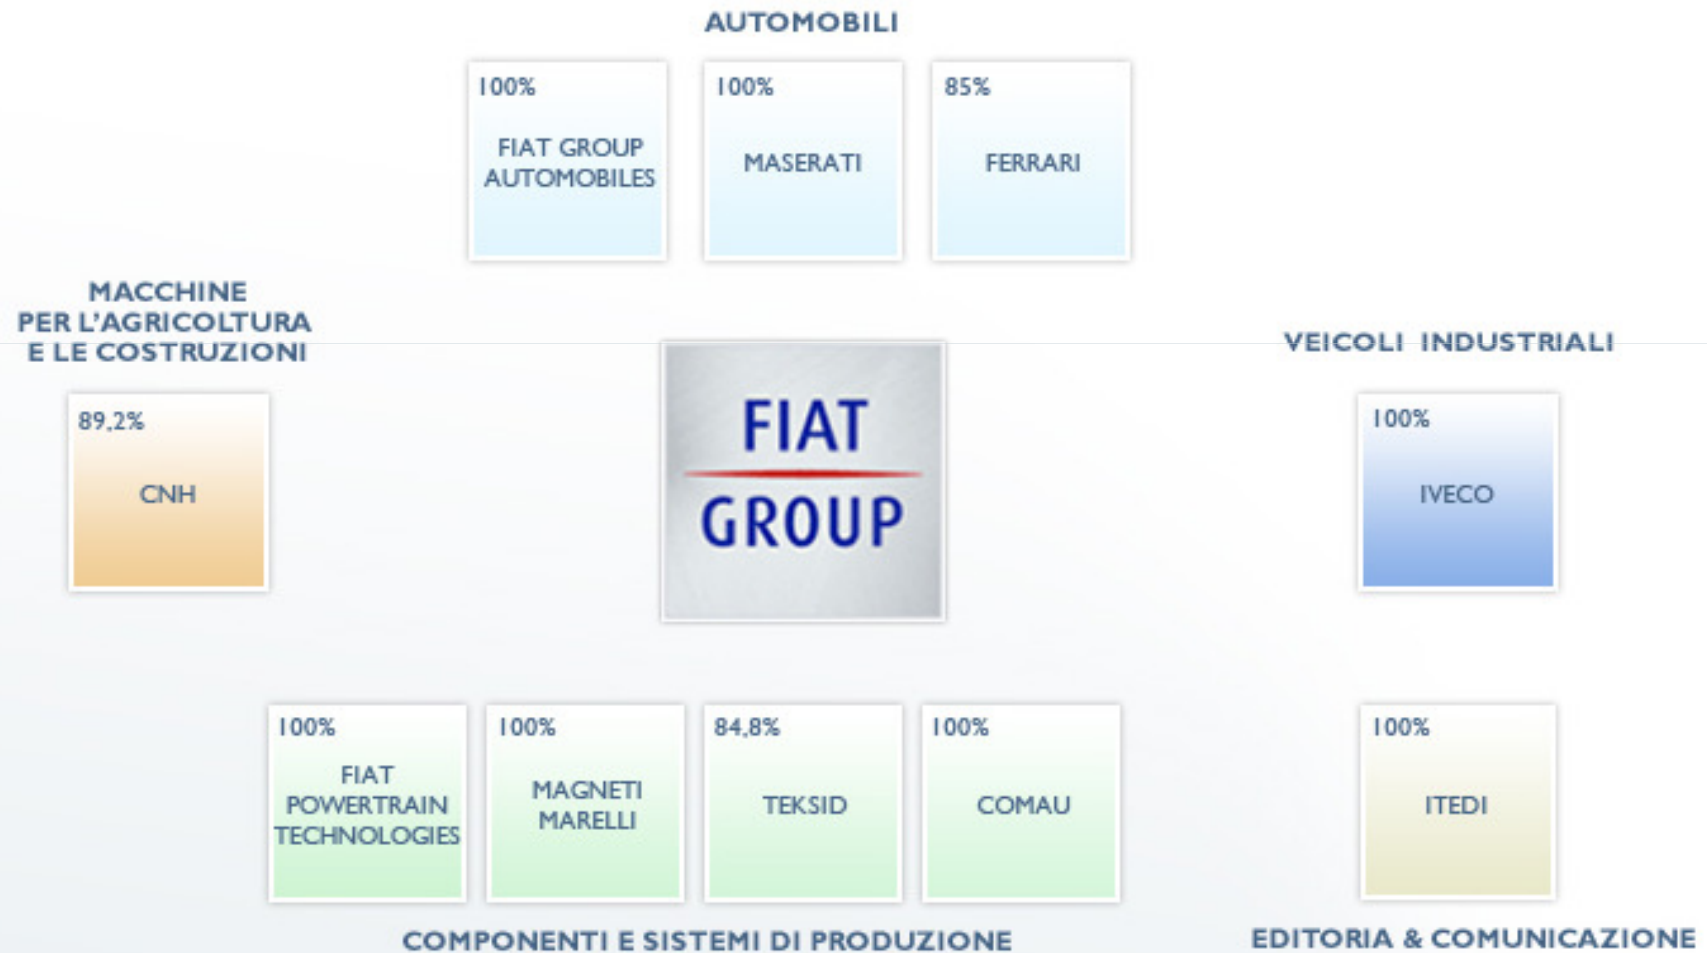 AUTOMOBILI
100%
FIAT GROUP
AUTOMOBILES
100%
MASERATI
85%
FERRARI
MACCHINE
PER L'AGRICOLTURA
E LE COSTRUZIONI
89,2%
CNH
FIAT
GROUP
VEICOLI INDUSTRIALI
100%
IVECO
100%
FIAT
POWERTRAIN
TECHNOLOGIES
100%
MAGNETI
MARELLI
84,8%
TEKSID
100%
COMAU
COMPONENTI E SISTEMI DI PRODUZIONE
100%
ITEDI
EDITORIA & COMUNICAZIONE